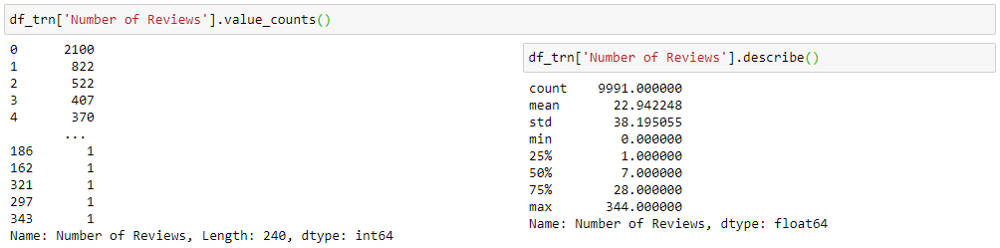 df_trn['Number of Reviews'].value_counts()
0 2100
1 822
2 522
3 407
4 370
...
186 1
162 1
321 1
297 1
343 1
Name: Number of Reviews, Length: 240, dtype: int64
df_trn['Number of Reviews'].describe()
count 9991.000000
mean 22.942248
std 38.195055
min 0.000000
25% 1.000000
50% 7.000000
75% 28.000000
max 344.000000
Name: Number of Reviews, dtype: float64